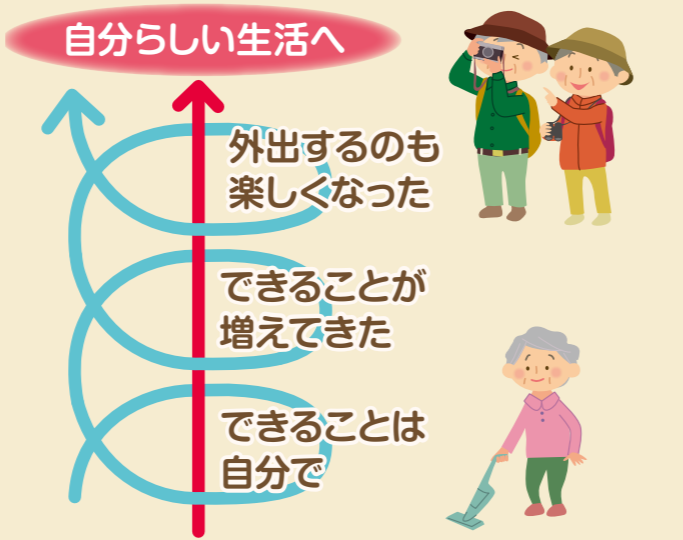 自分らしい生活へ
外出するのも
楽しくなった
できることが
増えてきた
できることは
自分で